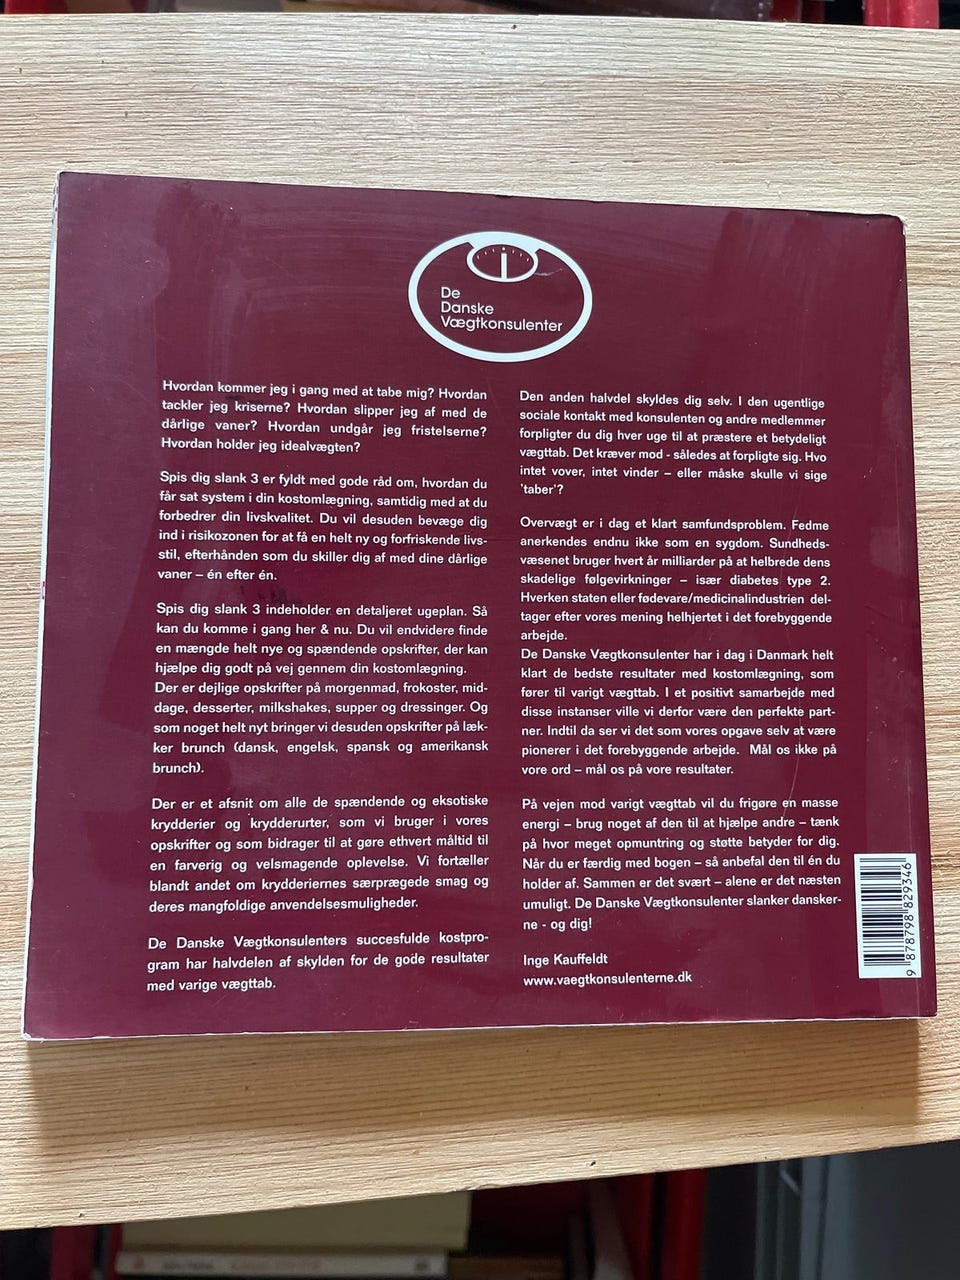 De
Danske
Vægtkonsulenter
Hvordan kommer jeg i gang med at tabe mig? Hvordan
tackler jeg kriserne? Hvordan slipper jeg af med de
dårlige vaner? Hvordan undgår jeg fristelserne?
Hvordan holder jeg idealvægten?
Spis dig slank 3 er fyldt med gode råd om, hvordan du
får sat system i din kostomlægning, samtidig med at du
forbedrer din livskvalitet. Du vil desuden bevæge dig
ind i risikozonen for at få en helt ny og forfriskende livs-
stil, efterhånden som du skiller dig af med dine dårlige
vaner – én efter én.
Spis dig slank 3 indeholder en detaljeret ugeplan. Så
kan du komme i gang her & nu. Du vil endvidere finde
en mængde helt nye og spændende opskrifter, der kan
hjælpe dig godt på vej gennem din kostomlægning.
Der er dejlige opskrifter på morgenmad, frokoster, mid-
dage, desserter, milkshakes, supper og dressinger. Og
som noget helt nyt bringer vi desuden opskrifter på læk-
ker brunch (dansk, engelsk, spansk og amerikansk
brunch).
Der er et afsnit om alle de spændende og eksotiske
krydderier og krydderurter, som vi bruger i vores
opskrifter og som bidrager til at gøre ethvert måltid til
en farverig og velsmagende oplevelse. Vi fortæller
blandt andet om krydderiernes særprægede smag og
deres mangfoldige anvendelsesmuligheder.
De Danske Vægtkonsulenters succesfulde kostpro-
gram har halvdelen af skylden for de gode resultater
med varige vægttab.
Den anden halvdel skyldes dig selv. I den ugentlige
sociale kontakt med konsulenten og andre medlemmer
forpligter du dig hver uge til at præstere et betydeligt
vægttab. Det kræver mod - således at forpligte sig. Hvo
intet vover, intet vinder – eller måske skulle vi sige
'taber'?
Overvægt er i dag et klart samfundsproblem. Fedme
anerkendes endnu ikke som en sygdom. Sundheds-
væsenet bruger hvert år milliarder på at helbrede dens
skadelige følgevirkninger – især diabetes type 2.
Hverken staten eller fødevare/medicinalindustrien del-
tager efter vores mening helhjertet i det forebyggende
arbejde.
De Danske Vægtkonsulenter har i dag i Danmark helt
klart de bedste resultater med kostomlægning, som
fører til varigt vægttab. I et positivt samarbejde med
disse instanser ville vi derfor være den perfekte part-
ner. Indtil da ser vi det som vores opgave selv at være
pionerer i det forebyggende arbejde. Mål os ikke på
vore ord – mål os på vore resultater.
På vejen mod varigt vægttab vil du frigøre en masse
energi – brug noget af den til at hjælpe andre – tænk
på hvor meget opmuntring og støtte betyder for dig.
Når du er færdig med bogen – så anbefal den til én du
holder af. Sammen er det svært – alene er det næsten
umuligt. De Danske Vægtkonsulenter slanker dansker-
ne - og dig!
Inge Kauffeldt
www.vaegtkonsulenterne.dk
9 878798 829346